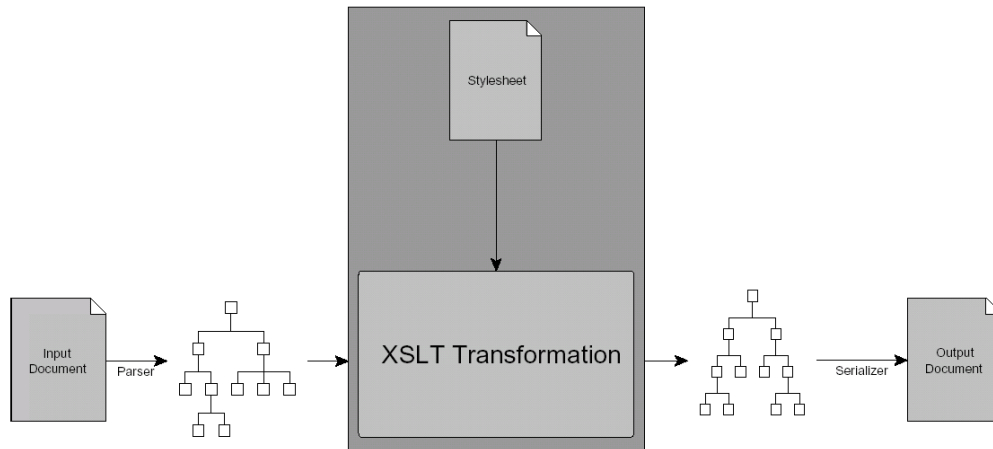 Stylesheet
Input
Document
Parser
XSLT Transformation
Serializer
Output
Document